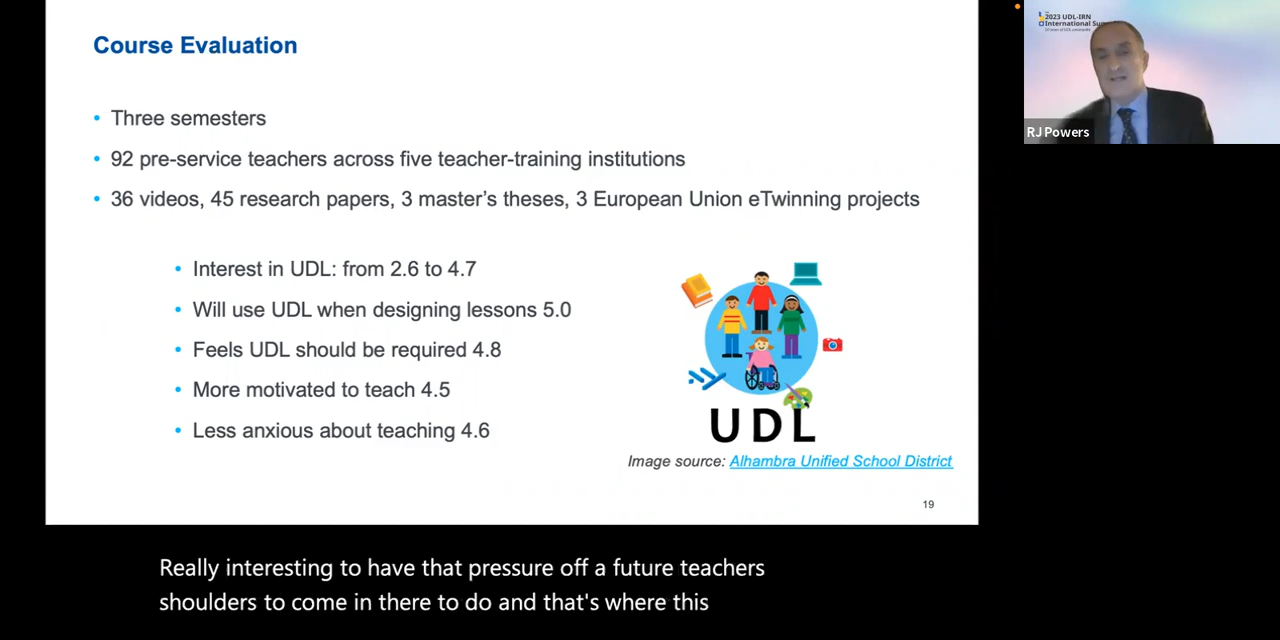 Course Evaluation
Three semesters
92 pre-service teachers across five teacher-training institutions
36 videos, 45 research papers, 3 master's theses, 3 European Union eTwinning projects
Interest in UDL: from 2.6 to 4.7
Will use UDL when designing lessons 5.0
Feels UDL should be required 4.8
More motivated to teach 4.5
Less anxious about teaching 4.6
UDL
Image source: Alhambra Unified School District
19
2023 UDL-IRN
International
RJ Powers
Really interesting to have that pressure off a future teachers
shoulders to come in there to do and that's where this